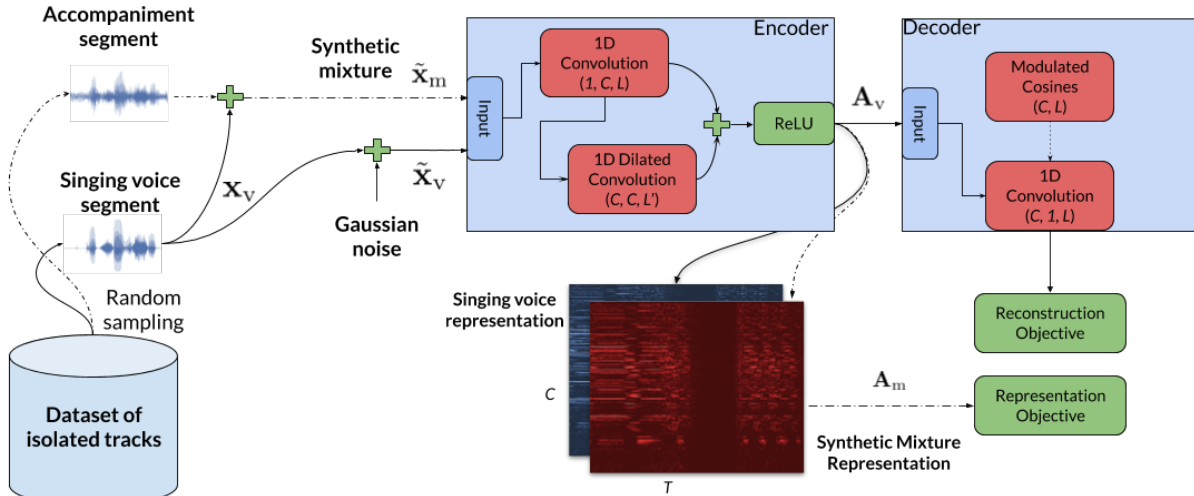 Accompaniment
segment
Synthetic
mixture
x̃ₘ
Singing voice
segment
xᵥ
x̃ᵥ
Gaussian
noise
Random
sampling
Dataset of
isolated tracks
Encoder
Input
1D
Convolution
(1, C, L)
1D Dilated
Convolution
(C, C, L')
ReLU
Aᵥ
Decoder
Input
Modulated
Cosines
(C, L)
1D
Convolution
(C, 1, L)
Singing voice
representation
C
T
Aₘ
Synthetic Mixture
Representation
Reconstruction
Objective
Representation
Objective